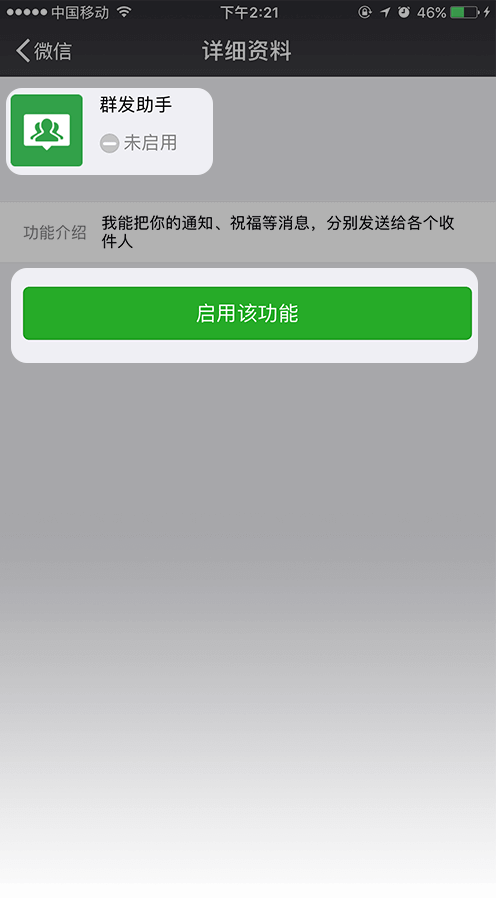 中国移动 下午2:21 46%
微信 详细资料
群发助手
未启用
功能介绍 我能把你的通知、祝福等消息，分别发送给各个收
件人
启用该功能